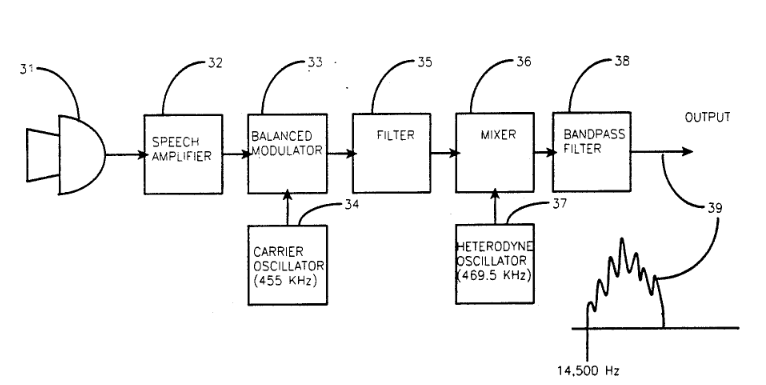 31
32
33
35
36
38
SPEECH
AMPLIFIER
BALANCED
MODULATOR
FILTER
MIXER
BANDPASS
FILTER
OUTPUT
34
37
39
CARRIER
OSCILLATOR
(455 KHz)
HETERODYNE
OSCILLATOR
(469.5 KHz)
14,500 Hz